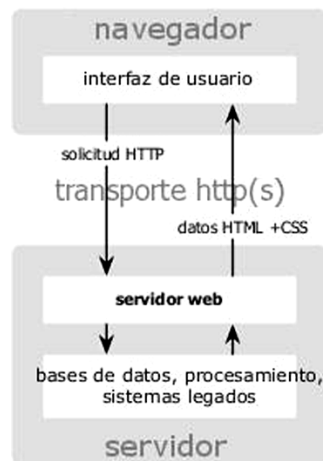 navegador
interfaz de usuario
solicitud HTTP
transporte http(s)
datos HTML +CSS
servidor web
bases de datos, procesamiento,
sistemas legados
servidor